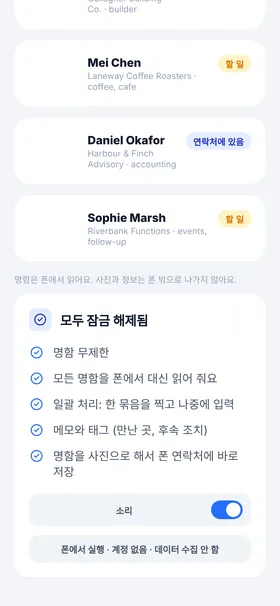 Gallagher Building
Co. · builder
Mei Chen
할 일
Laneway Coffee Roasters ·
coffee, cafe
Daniel Okafor
연락처에 있음
Harbour & Finch
Advisory · accounting
Sophie Marsh
할 일
Riverbank Functions · events,
follow-up
명함은 폰에서 읽어요. 사진과 정보는 폰 밖으로 나가지 않아요.
모두 잠금 해제됨
명함 무제한
모든 명함을 폰에서 대신 읽어 줘요
일괄 처리: 한 묶음을 찍고 나중에 입력
메모와 태그 (만난 곳, 후속 조치)
명함을 사진으로 해서 폰 연락처에 바로
저장
소리
폰에서 실행 · 계정 없음 · 데이터 수집 안 함